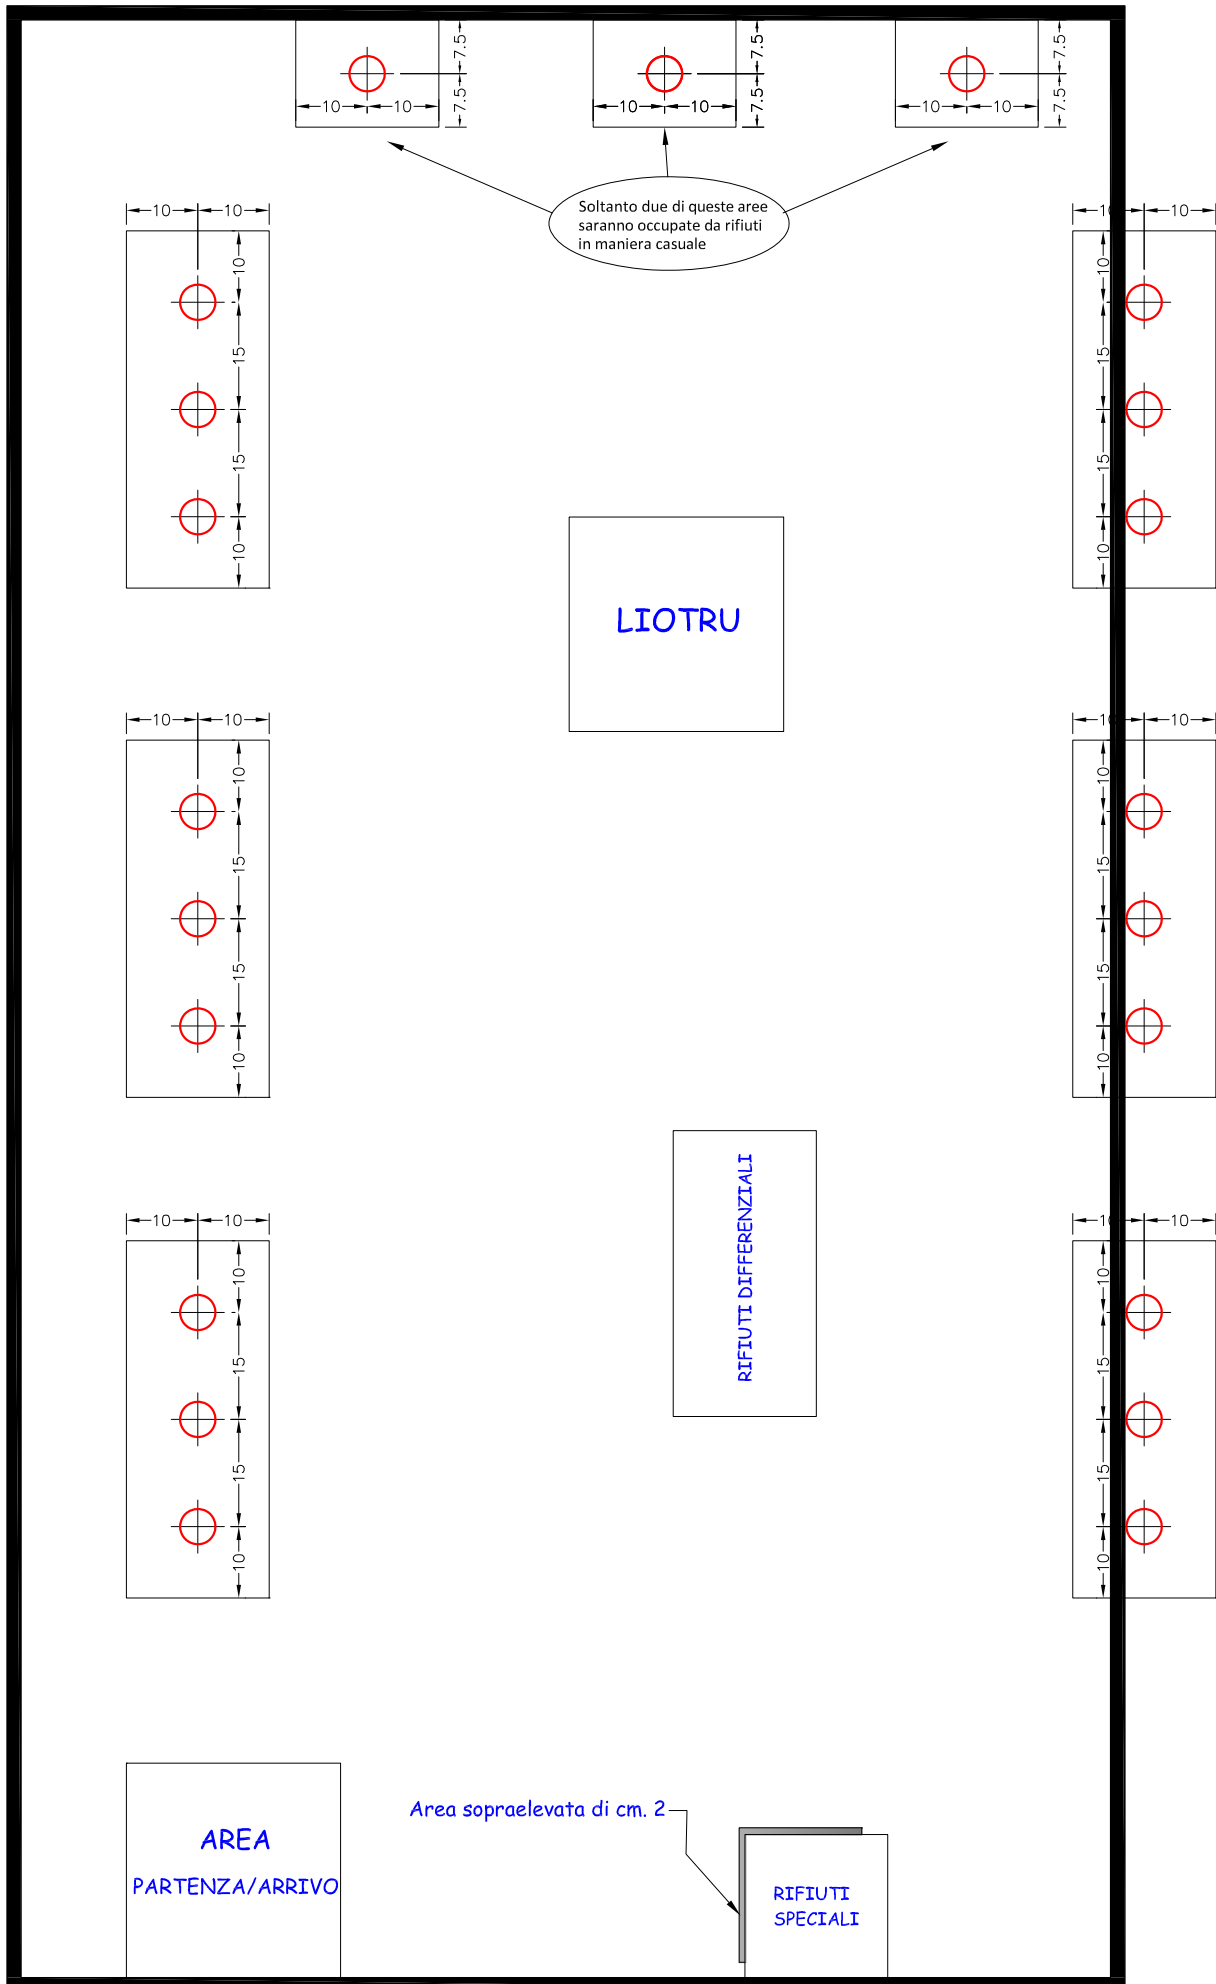 7.5 7.5 7.5
10 10 7.5 10 10 7.5 10 10 7.5
Soltanto due di queste aree
saranno occupate da rifiuti
in maniera casuale
10 10 10 10
10 10
15 15
15 15
10 10
LIOTRU
10 10 10 10
10 10
15 15
15 15
10 10
RIFIUTI DIFFERENZIALI
10 10 10 10
10 10
15 15
15 15
10 10
Area sopraelevata di cm. 2
AREA
PARTENZA/ARRIVO
RIFIUTI
SPECIALI